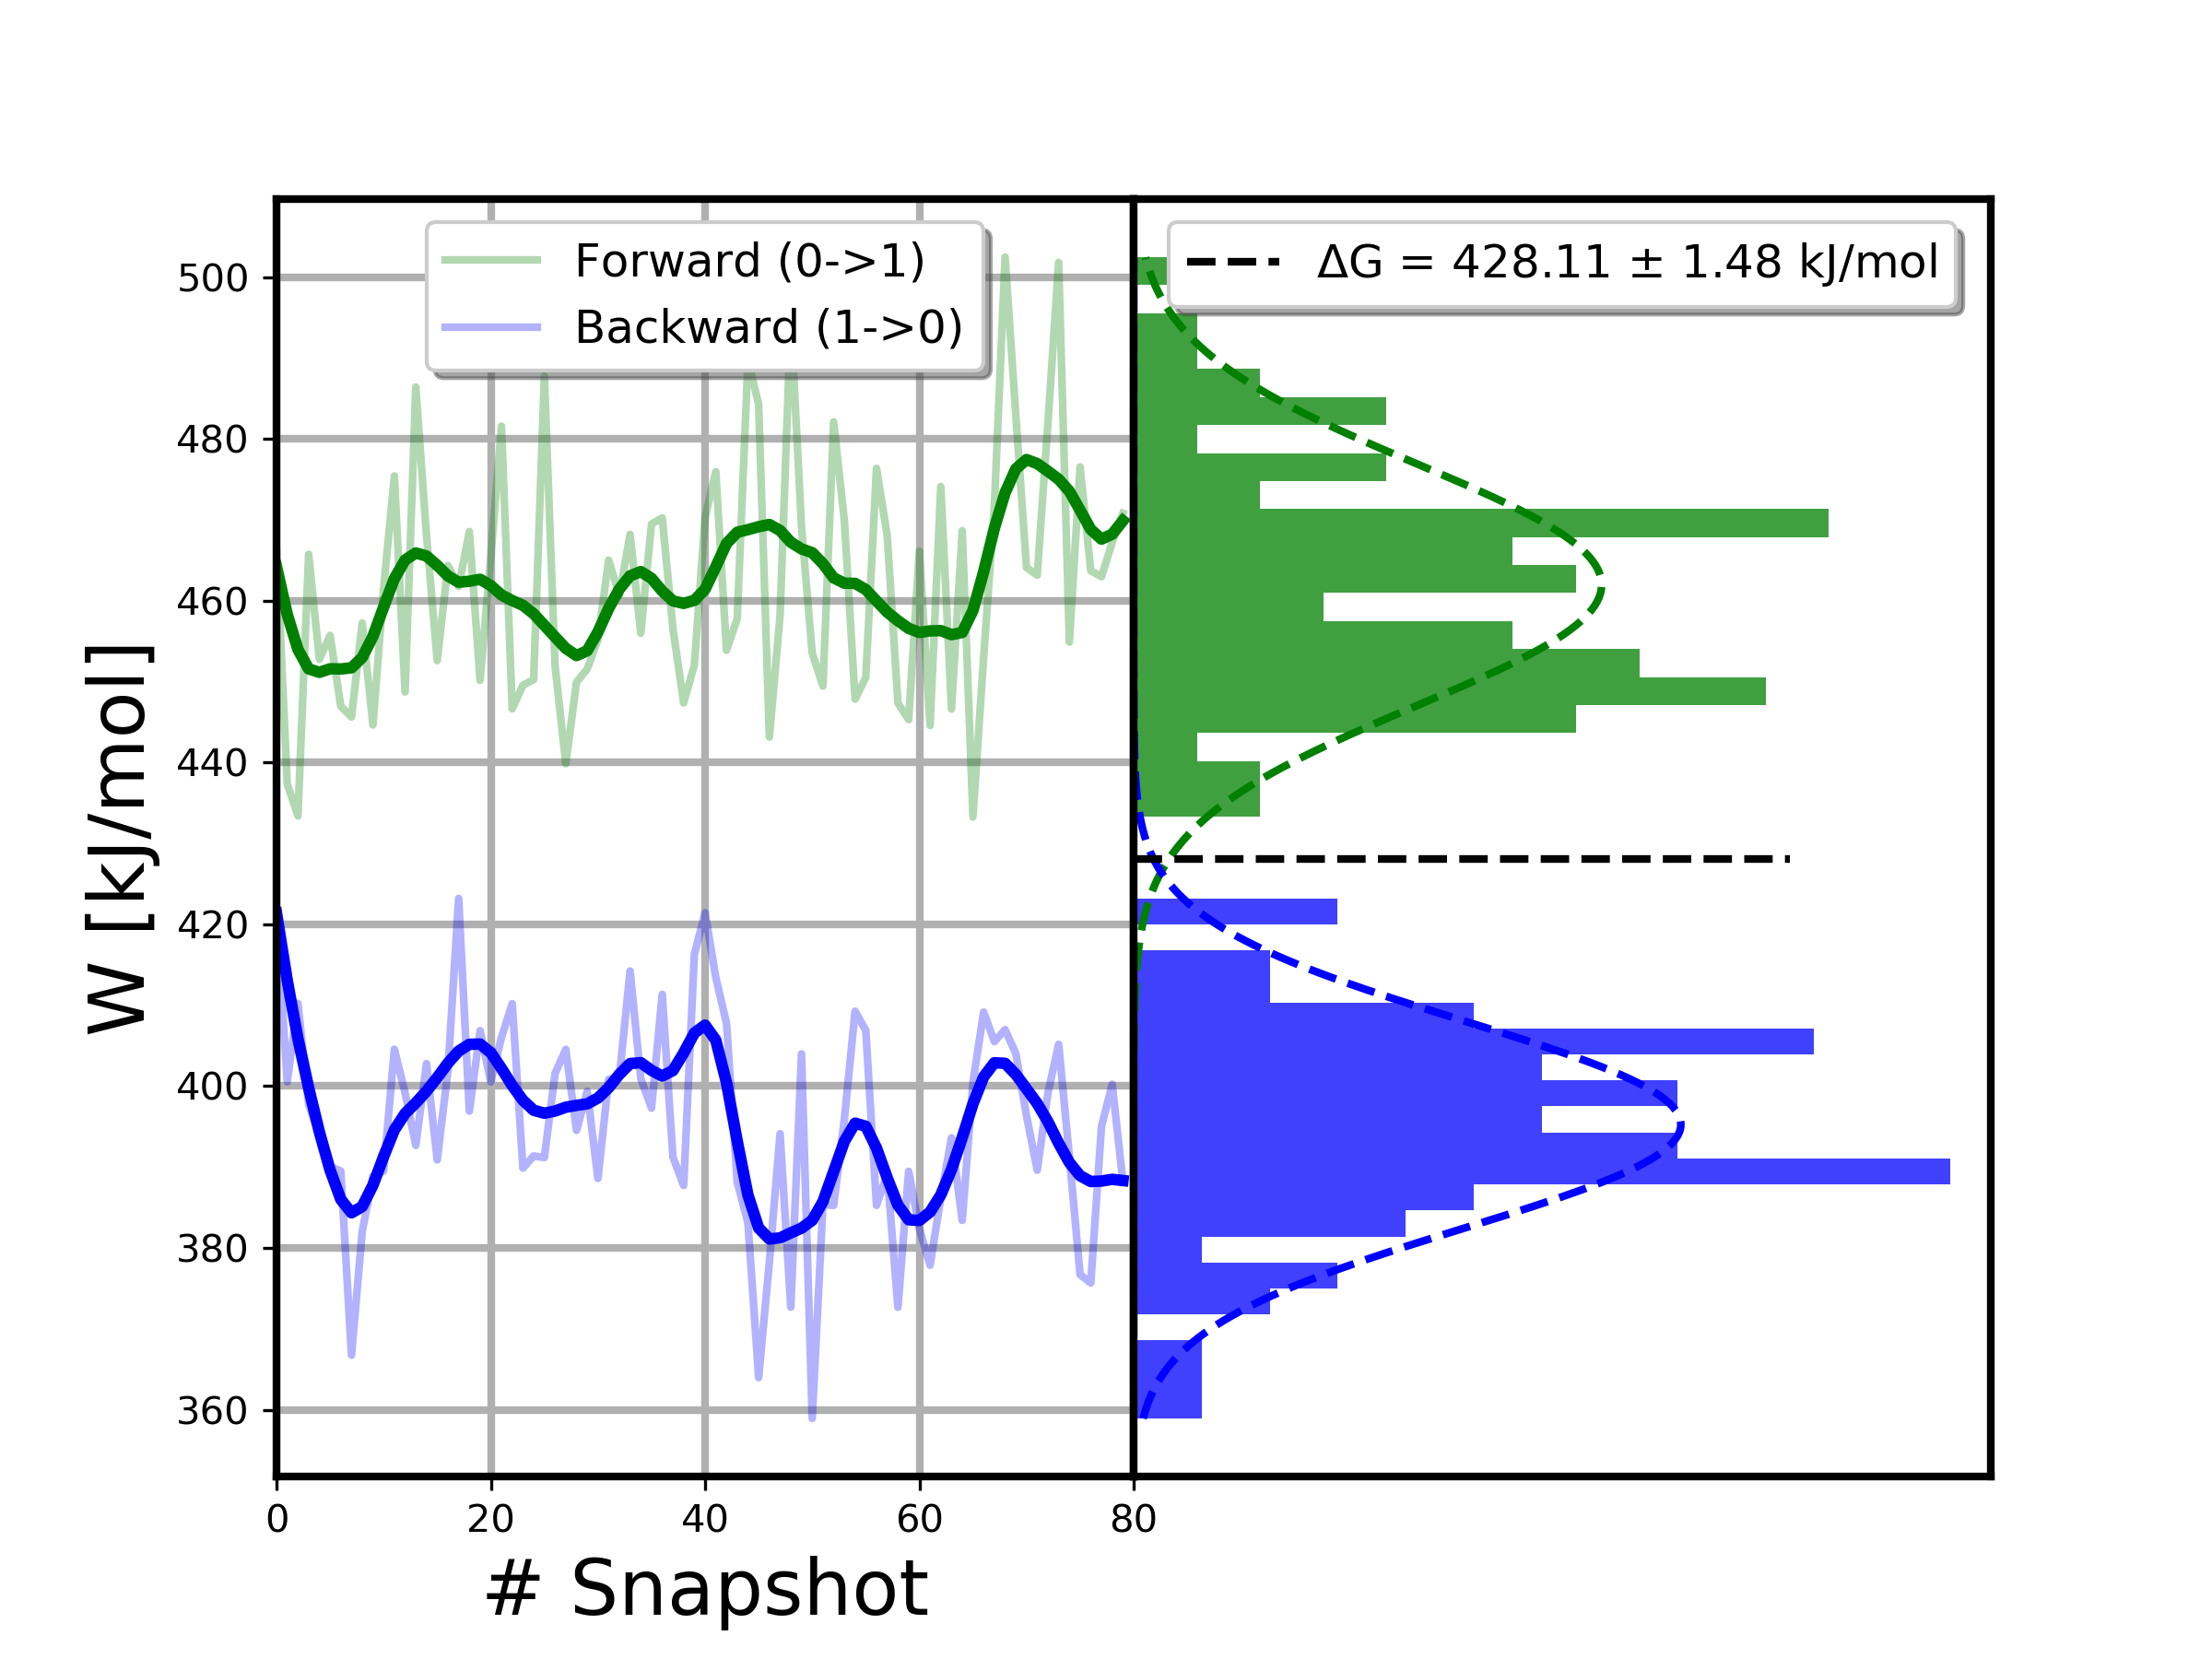 Forward (0->1)
Backward (1->0)
ΔG = 428.11 ± 1.48 kJ/mol
W [kJ/mol]
500
480
460
440
420
400
380
360
0 20 40 60 80
# Snapshot